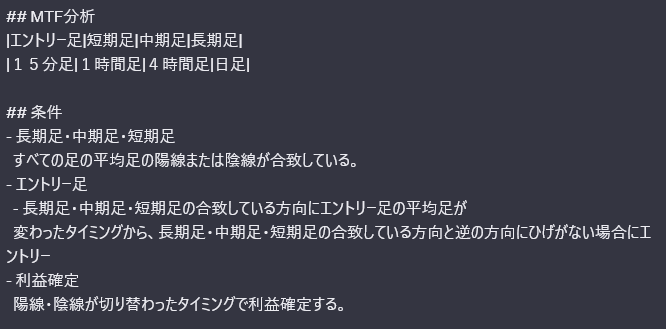 ## MTF分析
|エントリー足|短期足|中期足|長期足|
|１５分足|１時間足|４時間足|日足|
## 条件
- 長期足・中期足・短期足
すべての足の平均足の陽線または陰線が合致している。
- エントリー足
- 長期足・中期足・短期足の合致している方向にエントリー足の平均足が
変わったタイミングから、長期足・中期足・短期足の合致している方向と逆の方向にひげがない場合にエ
ントリー
- 利益確定
陽線・陰線が切り替わったタイミングで利益確定する。